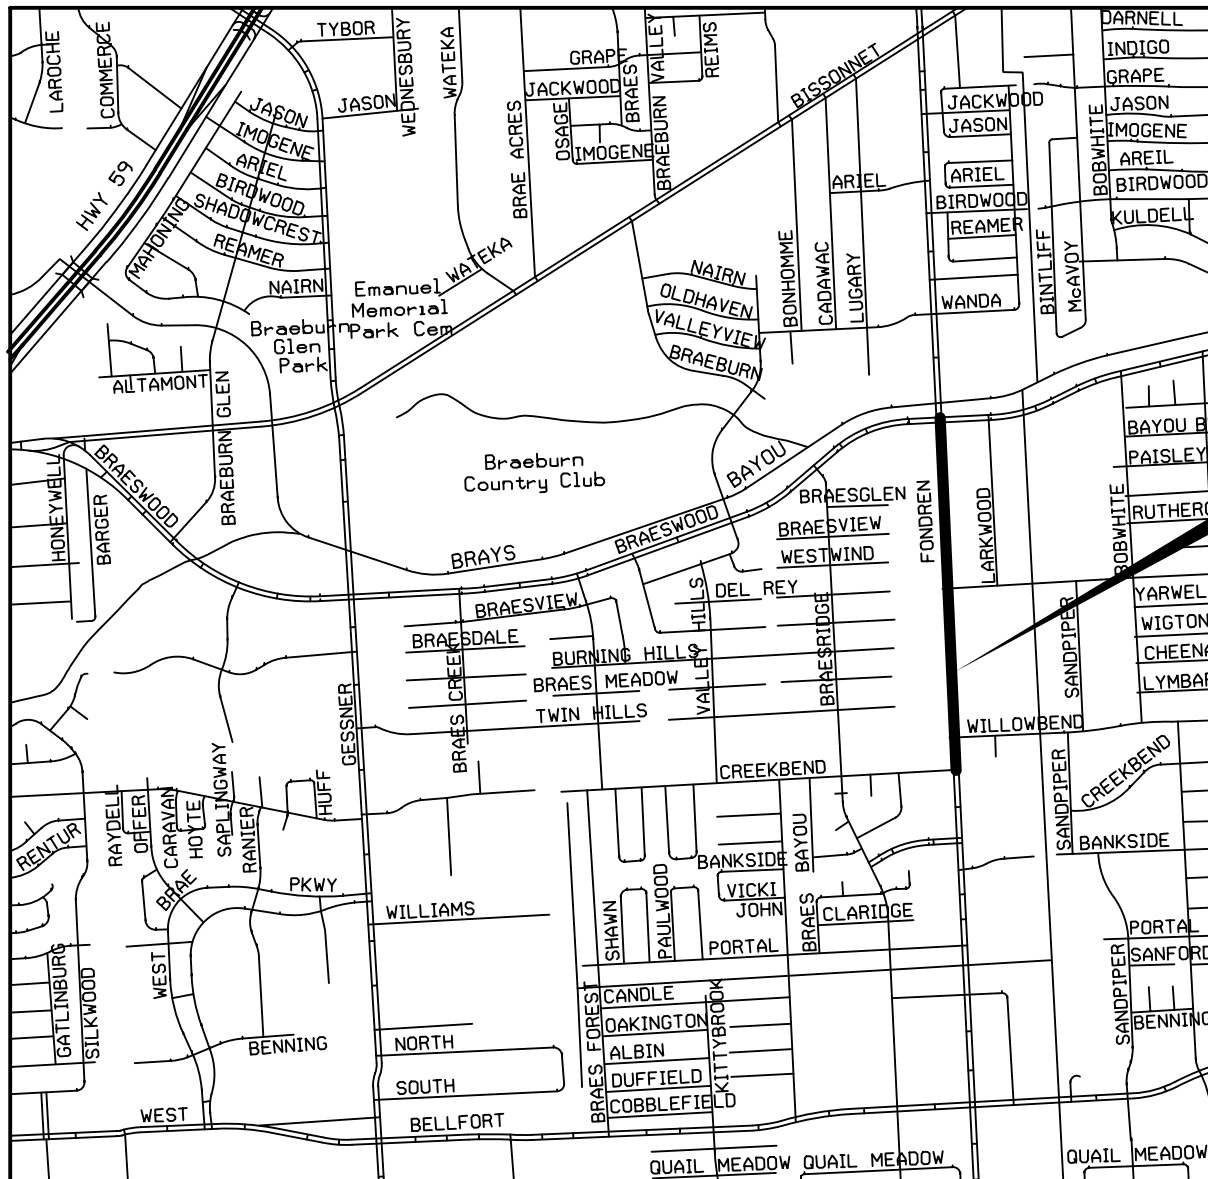 DARNELL
LAROCHE
COMMERCE
TYBOR
WEDNESBURY
WATEKA
GRAPE
BRAES
VALLEY
REIMS
INDIGO
JACKWOOD
BISSONNET
GRAPE
JASON
JASON
JACKWOOD
JASON
JASON
IMOGENE
BRAE ACRES
OSAGE
IMOGENE
BRAEBURN
BOBWHITE
IMOGENE
ARIEL
AREIL
BIRDWOOD
ARIEL
ARIEL
BIRDWOOD
HWY 59
MAHONING
SHADOWCREST
BIRDWOOD
KULDELL
REAMER
REAMER
WATEKA
NAIRN
Emanuel
Memorial
Park Cem
NAIRN
OLDHAVEN
VALLEYVIEW
BRAEBURN
BONHOMME
CADAWAC
LUGARY
WANDA
BINTLIFF
McAVOY
Braeburn
Glen
Park
ALTAMONT
BRAEBURN GLEN
BRAESWOOD
HONEYWELL
BARGER
Braeburn
Country Club
BAYOU
BAYOU B
PAISLEY
BRAESGLEN
BRAESVIEW
WESTWIND
FONDREN
LARKWOOD
BOBWHITE
RUTHERG
BRAYS
BRAESWOOD
DEL REY
VALLEY HILLS
BRAESRIDGE
SANDPIPER
YARWEL
WIGTON
CHEENA
LYMBAR
BRAESVIEW
BRAESDALE
BRAES CREEK
BURNING HILLS
BRAES MEADOW
TWIN HILLS
GESSNER
WILLOWBEND
CREEKBEND
CREEKBEND
SANDPIPER
BANKSIDE
RENTUR
RAYDELL
OFFER
CARAVAN
HOYTE
SAPLINGWAY
RANIER
HUFF
BRAE
PKWY
WILLIAMS
SHAWN
PAULWOOD
BANKSIDE
VICKI
JOHN
BAYOU
BRAES
CLARIDGE
PORTAL
PORTAL
SANFORD
SANDPIPER
BENNING
WEST
GATLINBURG
SILKWOOD
BENNING
NORTH
SOUTH
BRAES FOREST
CANDLE
OAKINGTON
ALBIN
DUFFIELD
COBBLEFIELD
KITTYBROOK
WEST
BELLFORT
QUAIL MEADOW
QUAIL MEADOW
QUAIL MEADOW